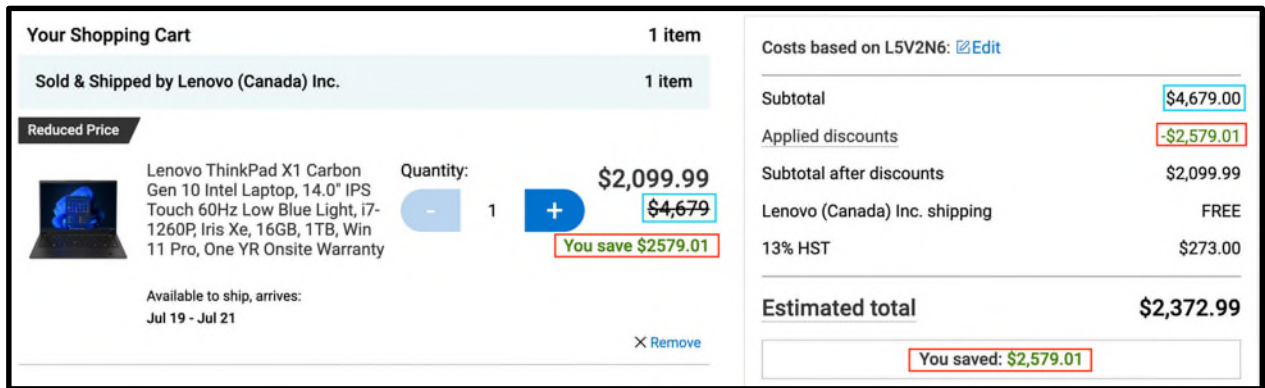 Your Shopping Cart 1 item
Sold & Shipped by Lenovo (Canada) Inc. 1 item
Reduced Price
Lenovo ThinkPad X1 Carbon
Gen 10 Intel Laptop, 14.0" IPS
Touch 60Hz Low Blue Light, i7-
1260P, Iris Xe, 16GB, 1TB, Win
11 Pro, One YR Onsite Warranty
Quantity:
- 1 +
$2,099.99
$4,679
You save $2579.01
Available to ship, arrives:
Jul 19 - Jul 21
Remove
Costs based on L5V2N6: Edit
Subtotal $4,679.00
Applied discounts -$2,579.01
Subtotal after discounts $2,099.99
Lenovo (Canada) Inc. shipping FREE
13% HST $273.00
Estimated total $2,372.99
You saved: $2,579.01